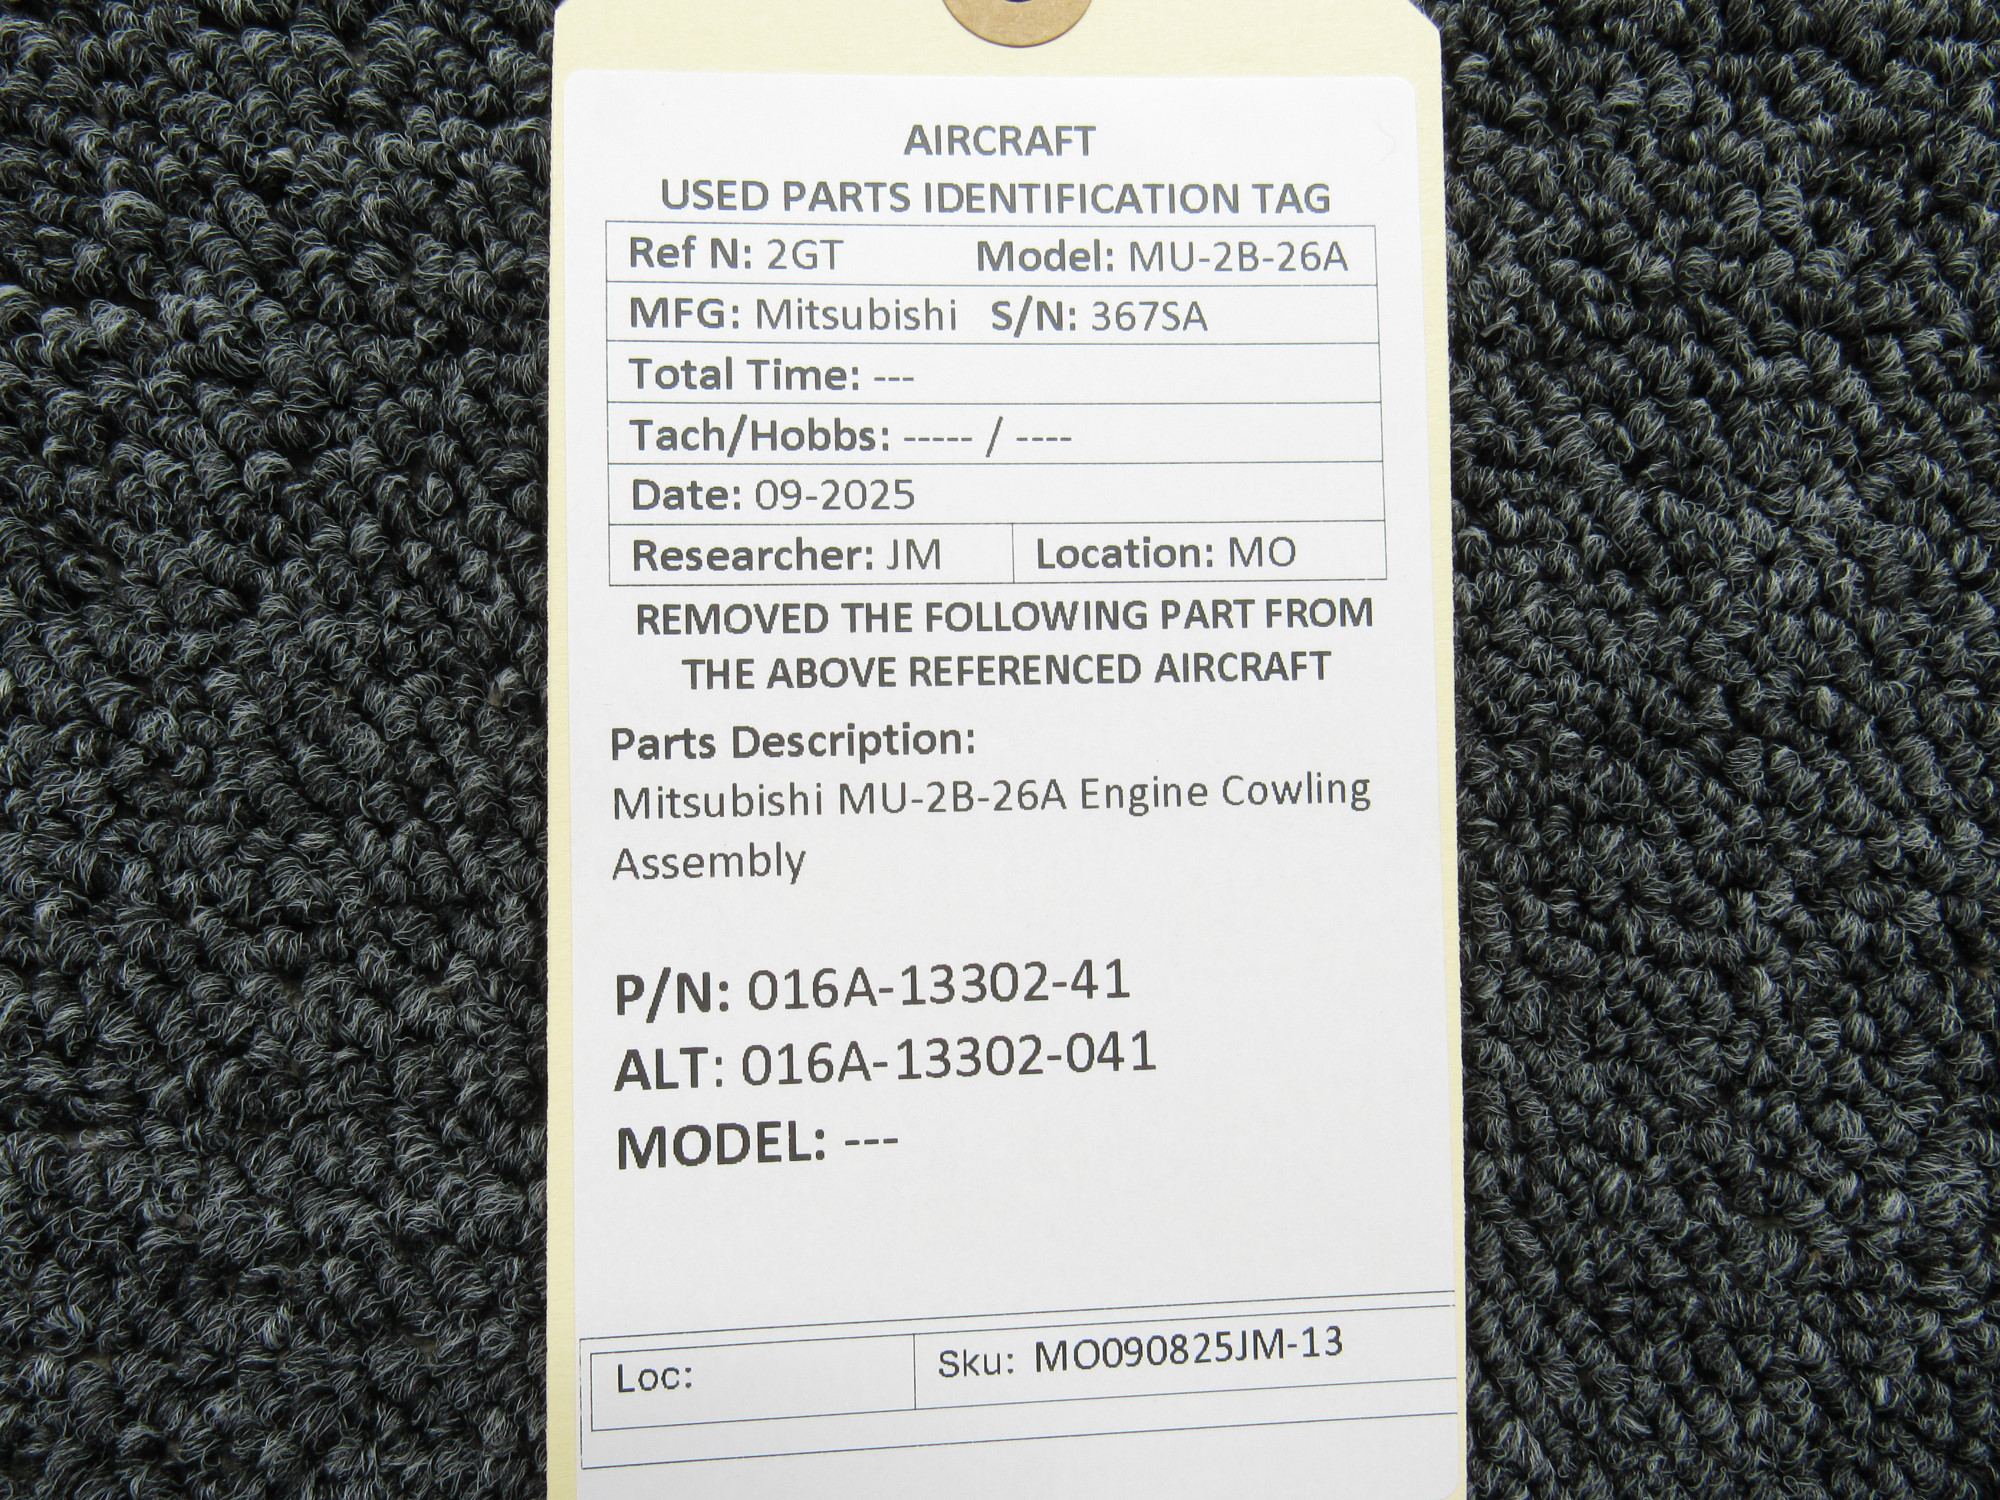 AIRCRAFT
USED PARTS IDENTIFICATION TAG
Ref N: 2GT Model: MU-2B-26A
MFG: Mitsubishi S/N: 367SA
Total Time: ---
Tach/Hobbs: ----- / ----
Date: 09-2025
Researcher: JM Location: MO
REMOVED THE FOLLOWING PART FROM
THE ABOVE REFERENCED AIRCRAFT
Parts Description:
Mitsubishi MU-2B-26A Engine Cowling
Assembly
P/N: 016A-13302-41
ALT: 016A-13302-041
MODEL: ---
Loc: Sku: MO090825JM-13